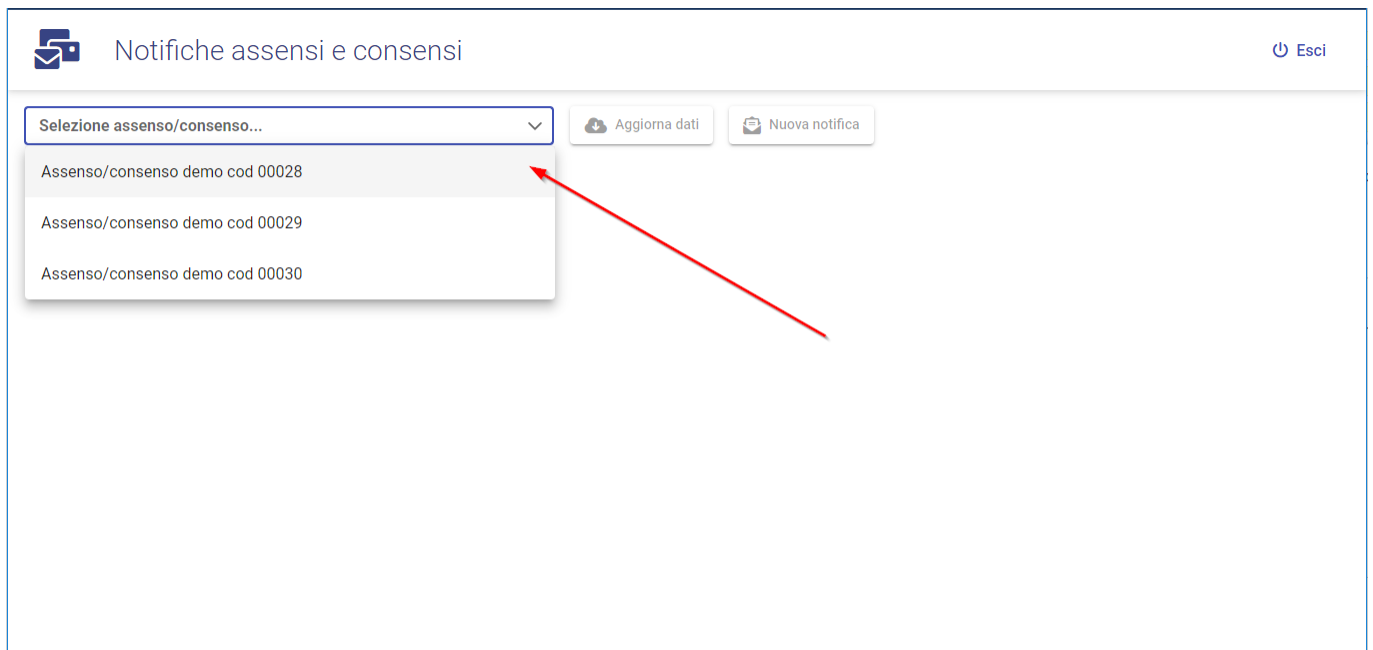 Notifiche assensi e consensi
Esci
Selezione assenso/consenso...
Aggiorna dati
Nuova notifica
Assenso/consenso demo cod 00028
Assenso/consenso demo cod 00029
Assenso/consenso demo cod 00030